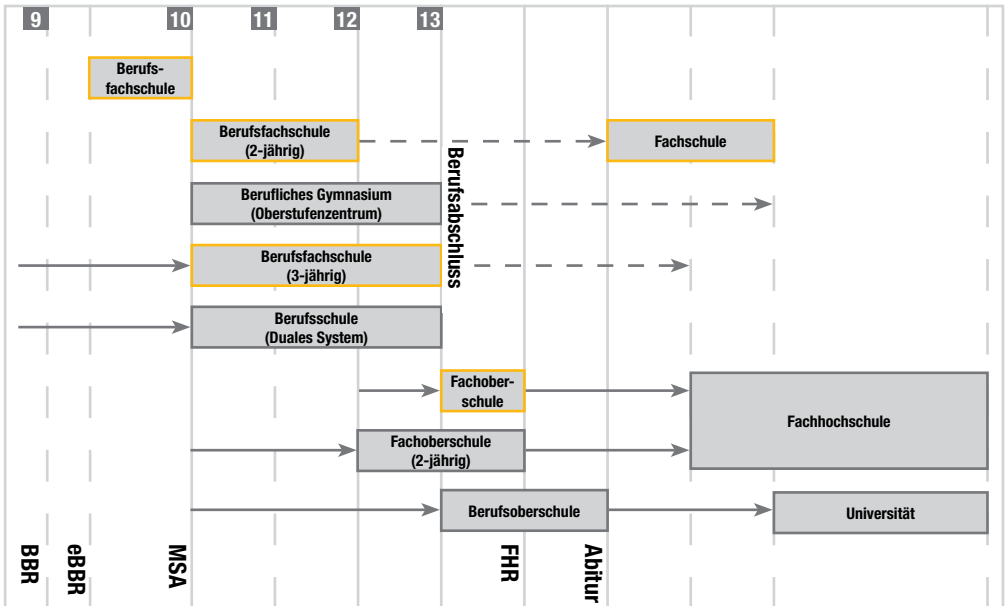 9
10
11
12
13
Berufs-
fachschule
Berufsfachschule
(2-jährig)
Fachschule
Berufliches Gymnasium
(Oberstufenzentrum)
Berufsabschluss
Berufsfachschule
(3-jährig)
Berufsschule
(Duales System)
Fachober-
schule
Fachhochschule
Fachoberschule
(2-jährig)
Berufsoberschule
Universität
BBR
eBBR
MSA
FHR
Abitur